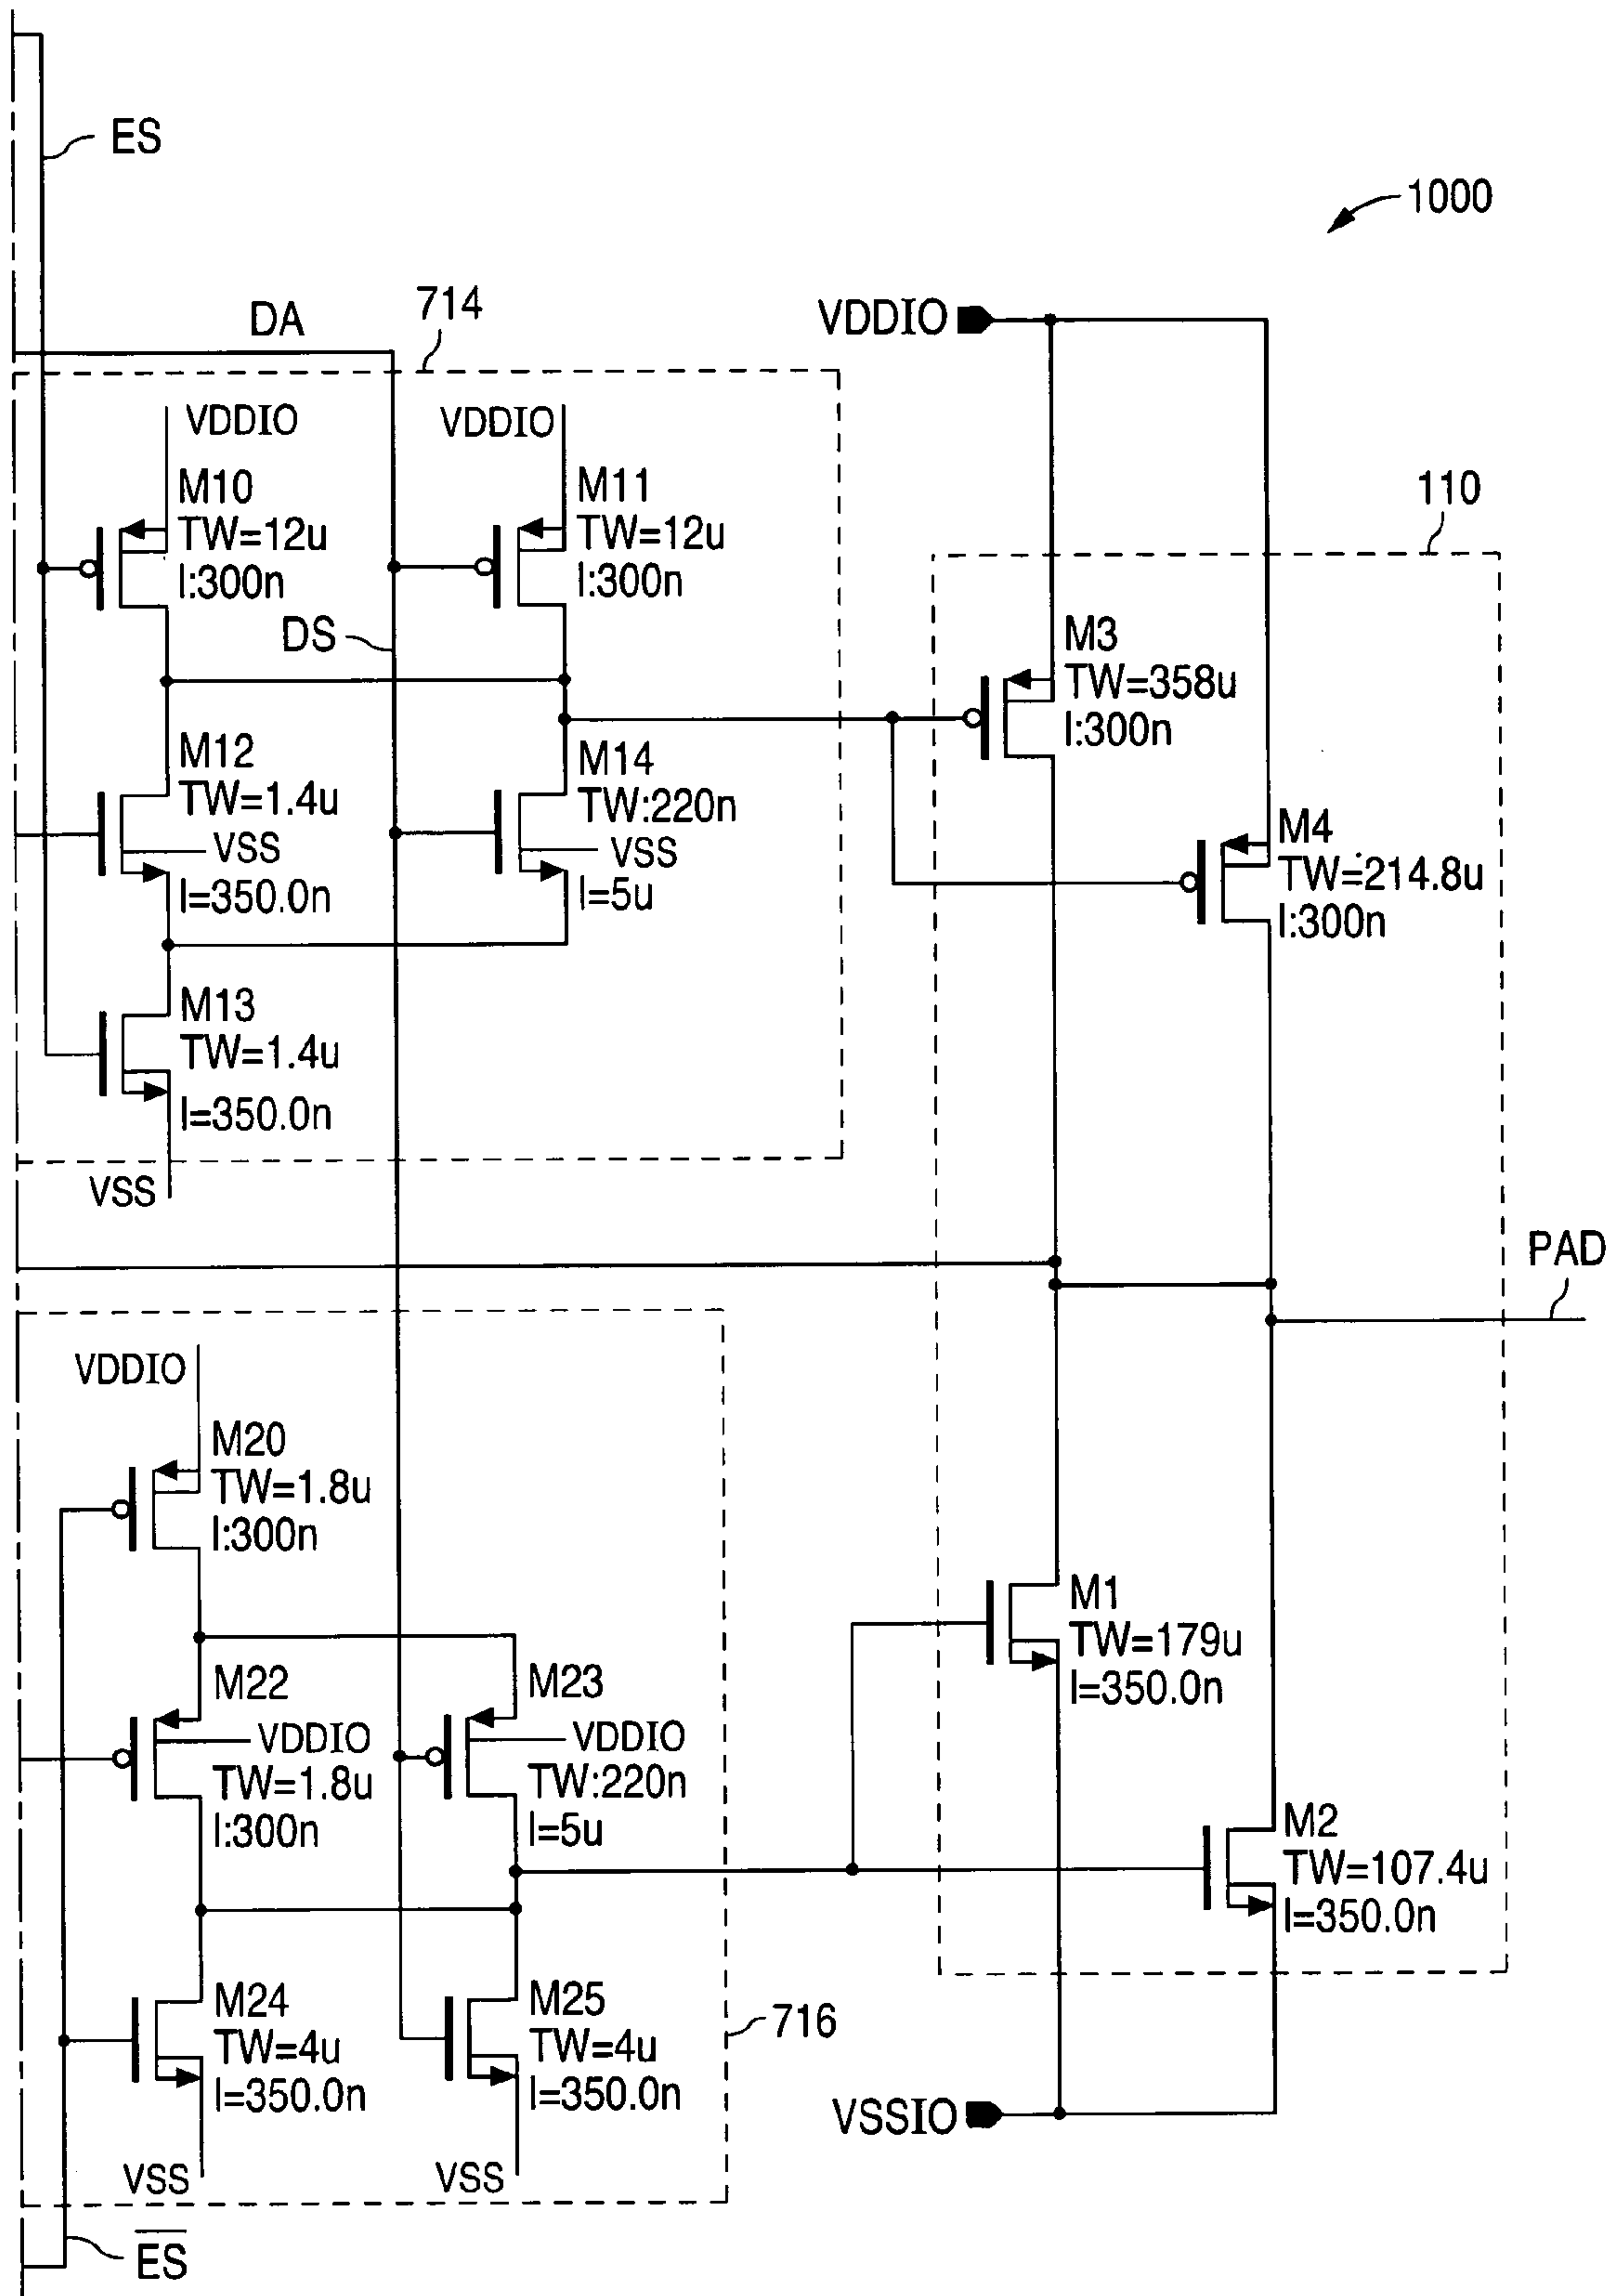 ES
1000
DA
714
VDDIO
VDDIO
VDDIO
M10
TW=12u
l:300n
M11
TW=12u
l:300n
110
DS
M3
TW=358u
l:300n
M12
TW=1.4u
VSS
l=350.0n
M14
TW:220n
VSS
l=5u
M4
TW=214.8u
l:300n
M13
TW=1.4u
l=350.0n
VSS
PAD
VDDIO
M20
TW=1.8u
l:300n
M22
VDDIO
TW=1.8u
l:300n
M23
VDDIO
TW:220n
l=5u
M1
TW=179u
l=350.0n
M2
TW=107.4u
l=350.0n
M24
TW=4u
l=350.0n
M25
TW=4u
l=350.0n
716
VSSIO
VSS
VSS
E̅S̅